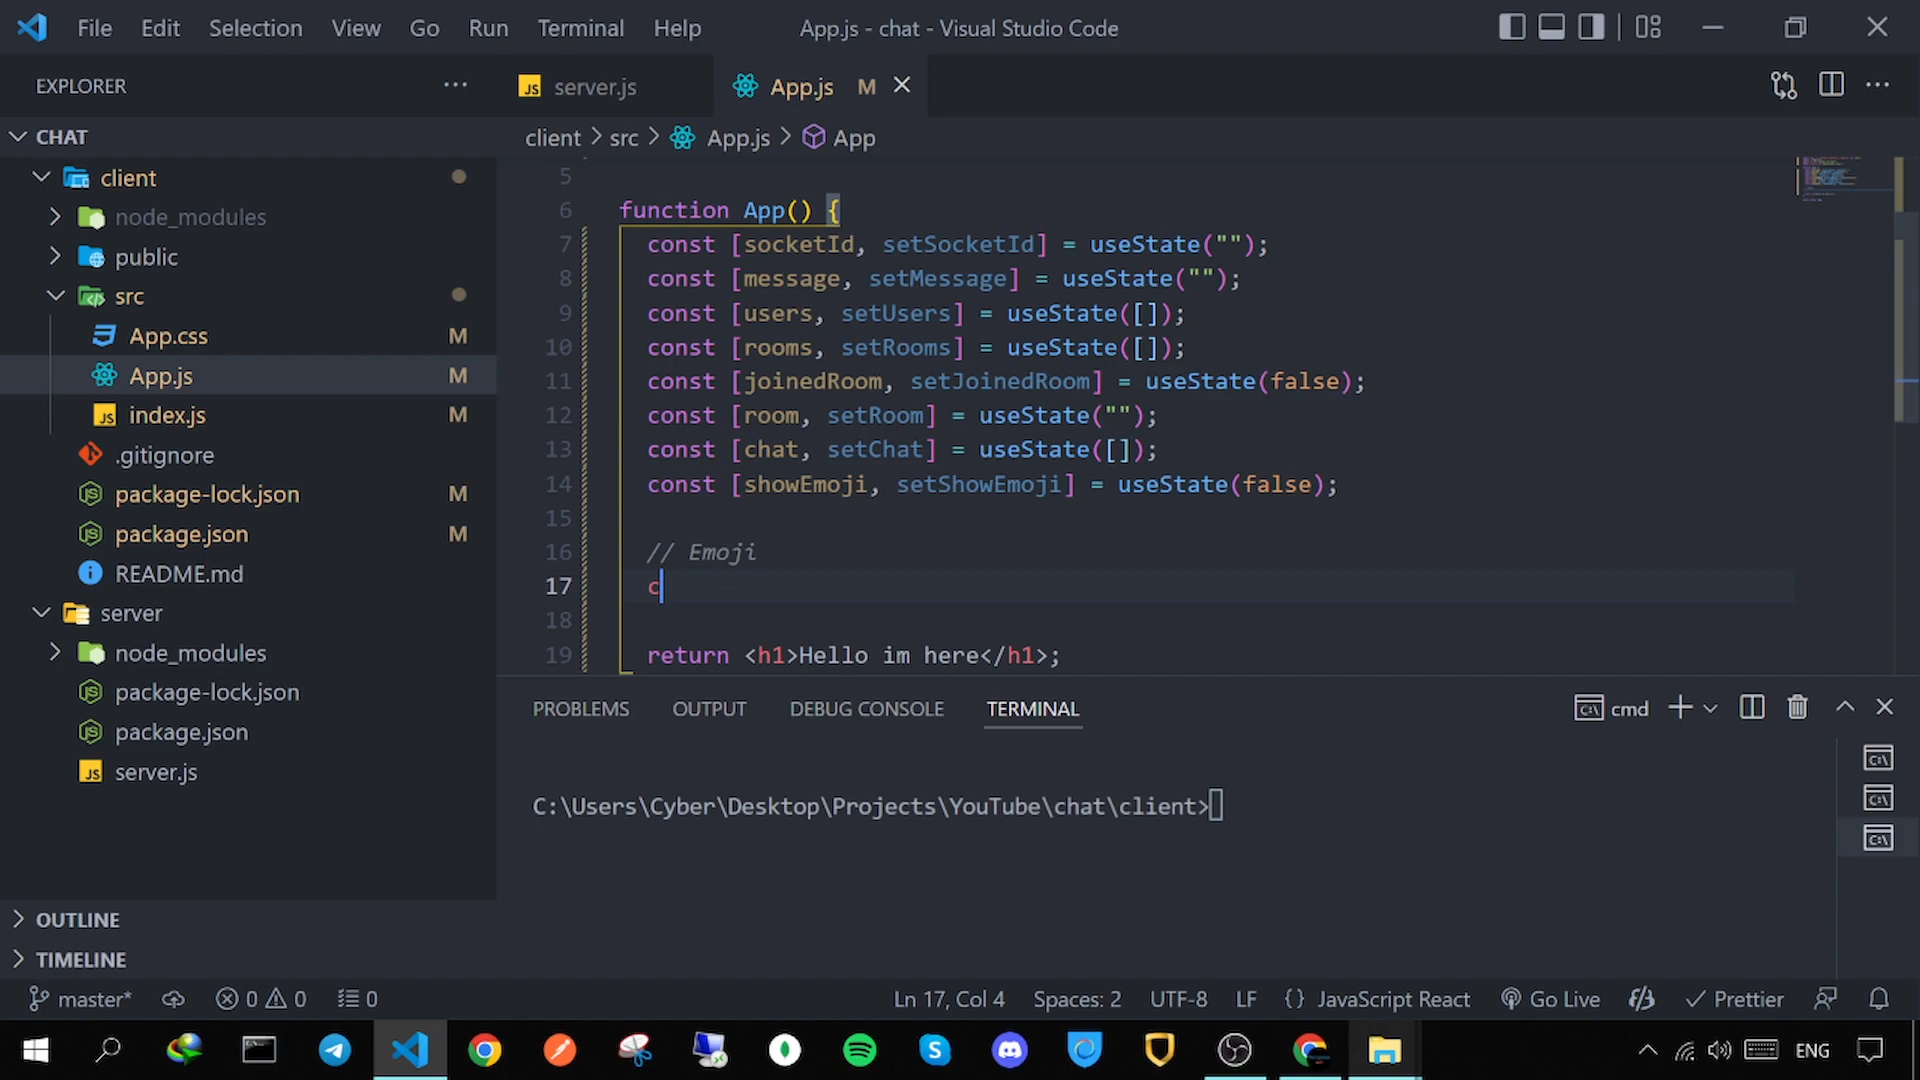 File Edit Selection View Go Run Terminal Help App.js - chat - Visual Studio Code
EXPLORER
server.js
App.js M
CHAT
client > src > App.js > App
client
node_modules
public
src
App.css M
App.js M
index.js M
.gitignore
package-lock.json M
package.json M
README.md
server
node_modules
package-lock.json
package.json
server.js
OUTLINE
TIMELINE
5
6 function App() {
7 const [socketId, setSocketId] = useState("");
8 const [message, setMessage] = useState("");
9 const [users, setUsers] = useState([]);
10 const [rooms, setRooms] = useState([]);
11 const [joinedRoom, setJoinedRoom] = useState(false);
12 const [room, setRoom] = useState("");
13 const [chat, setChat] = useState([]);
14 const [showEmoji, setShowEmoji] = useState(false);
15
16 // Emoji
17 c
18
19 return <h1>Hello im here</h1>;
PROBLEMS OUTPUT DEBUG CONSOLE TERMINAL cmd
C:\Users\Cyber\Desktop\Projects\YouTube\chat\client>
master* 0 0 0 Ln 17, Col 4 Spaces: 2 UTF-8 LF {} JavaScript React Go Live Prettier
ENG